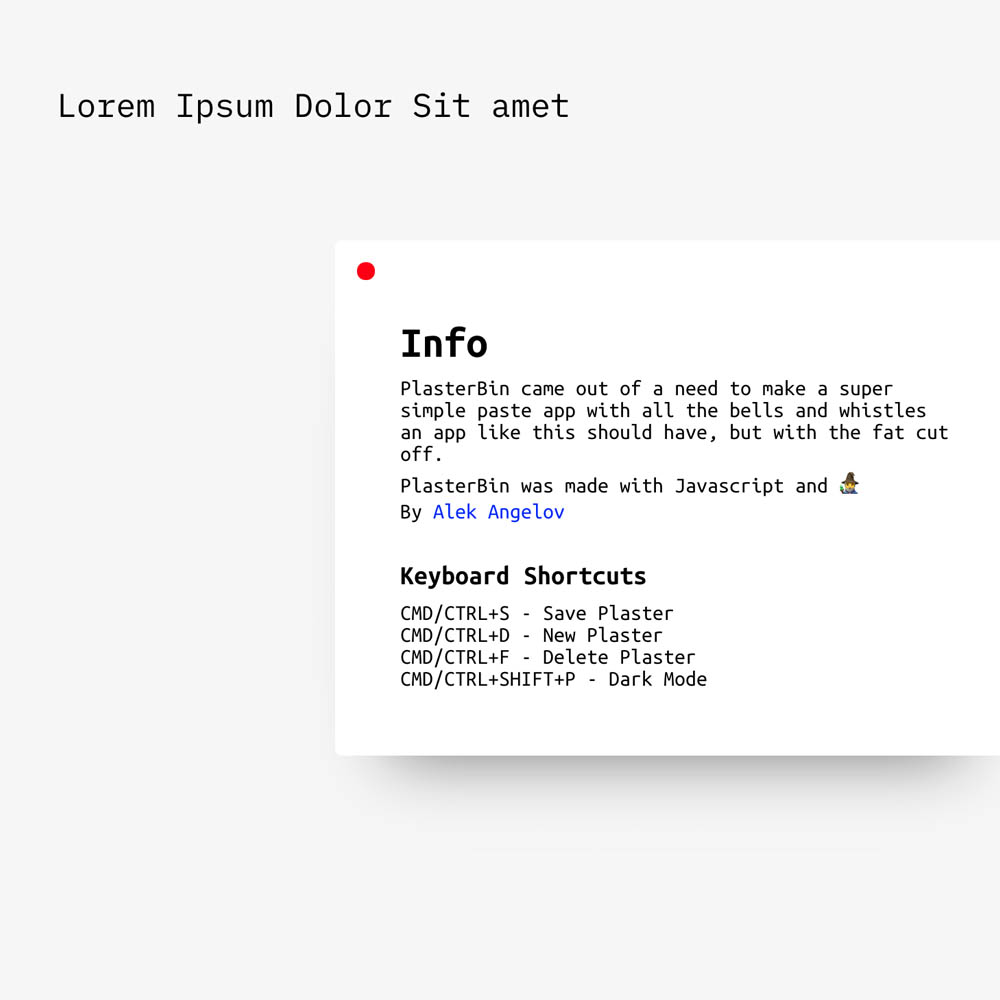 Lorem Ipsum Dolor Sit amet
Info
PlasterBin came out of a need to make a super
simple paste app with all the bells and whistles
an app like this should have, but with the fat cut
off.
PlasterBin was made with Javascript and 🧙‍♂️
By Alek Angelov
Keyboard Shortcuts
CMD/CTRL+S - Save Plaster
CMD/CTRL+D - New Plaster
CMD/CTRL+F - Delete Plaster
CMD/CTRL+SHIFT+P - Dark Mode